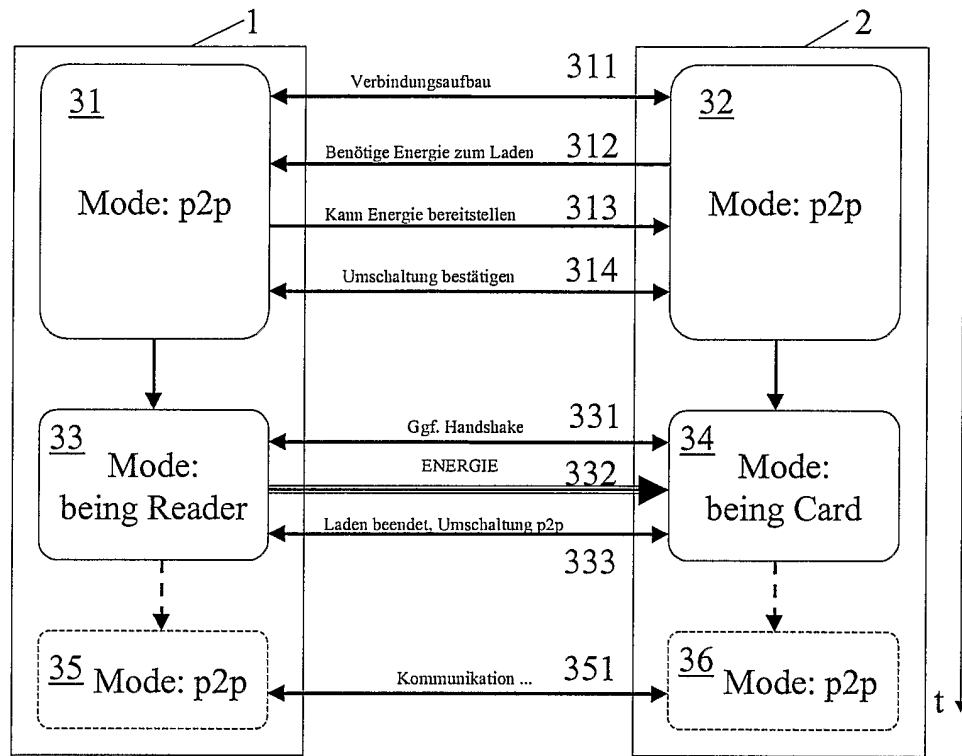 1
2
31
Mode: p2p
32
Mode: p2p
Verbindungsaufbau 311
Benötige Energie zum Laden 312
Kann Energie bereitstellen 313
Umschaltung bestätigen 314
33
Mode:
being Reader
34
Mode:
being Card
Ggf. Handshake 331
ENERGIE
332
Laden beendet, Umschaltung p2p
333
35 Mode: p2p
36 Mode: p2p
Kommunikation ... 351
t